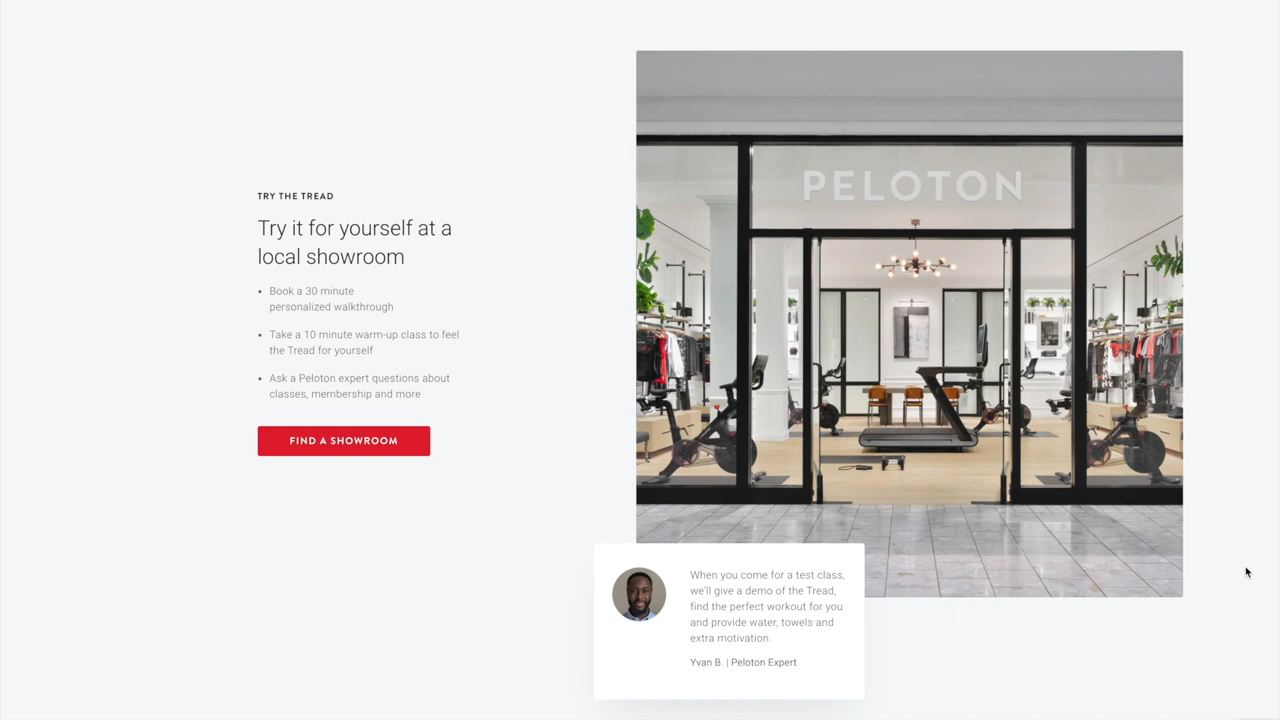 TRY THE TREAD
Try it for yourself at a
local showroom
• Book a 30 minute
personalized walkthrough
• Take a 10 minute warm-up class to feel
the Tread for yourself
• Ask a Peloton expert questions about
classes, membership and more
FIND A SHOWROOM
PELOTON
When you come for a test class,
we'll give a demo of the Tread,
find the perfect workout for you
and provide water, towels and
extra motivation.
Yvan B. | Peloton Expert